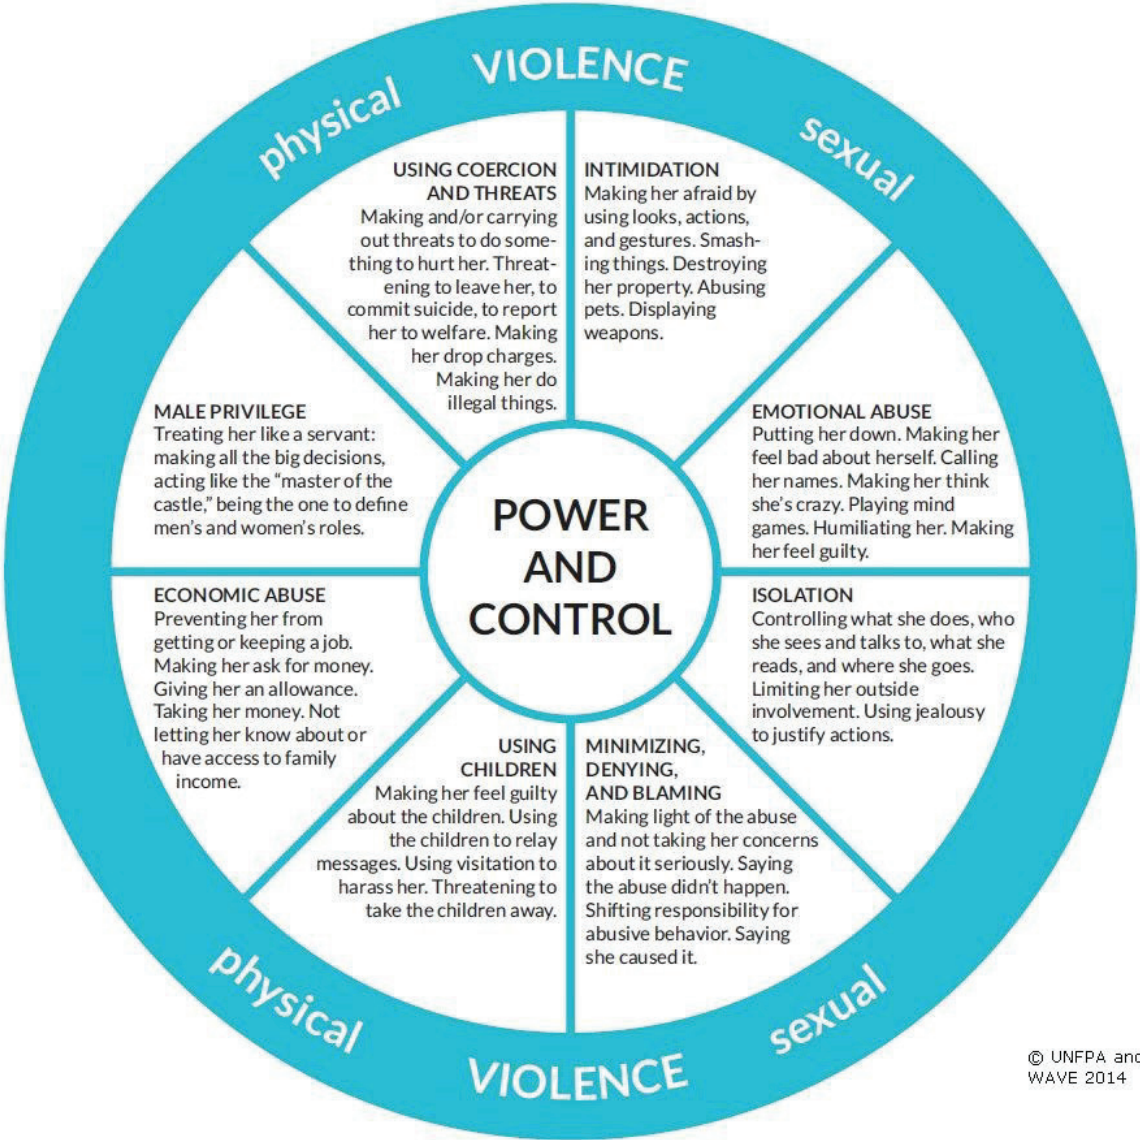 VIOLENCE
physical
sexual
USING COERCION
AND THREATS
Making and/or carrying
out threats to do some-
thing to hurt her. Threat-
ening to leave her, to
commit suicide, to report
her to welfare. Making
her drop charges.
Making her do
illegal things.
INTIMIDATION
Making her afraid by
using looks, actions,
and gestures. Smash-
ing things. Destroying
her property. Abusing
pets. Displaying
weapons.
MALE PRIVILEGE
Treating her like a servant:
making all the big decisions,
acting like the “master of the
castle,” being the one to define
men’s and women’s roles.
EMOTIONAL ABUSE
Putting her down. Making her
feel bad about herself. Calling
her names. Making her think
she’s crazy. Playing mind
games. Humiliating her. Making
her feel guilty.
POWER
AND
CONTROL
ECONOMIC ABUSE
Preventing her from
getting or keeping a job.
Making her ask for money.
Giving her an allowance.
Taking her money. Not
letting her know about or
have access to family
income.
ISOLATION
Controlling what she does, who
she sees and talks to, what she
reads, and where she goes.
Limiting her outside
involvement. Using jealousy
to justify actions.
USING
CHILDREN
Making her feel guilty
about the children. Using
the children to relay
messages. Using visitation to
harass her. Threatening to
take the children away.
MINIMIZING,
DENYING,
AND BLAMING
Making light of the abuse
and not taking her concerns
about it seriously. Saying
the abuse didn’t happen.
Shifting responsibility for
abusive behavior. Saying
she caused it.
physical
sexual
VIOLENCE
© UNFPA and
WAVE 2014